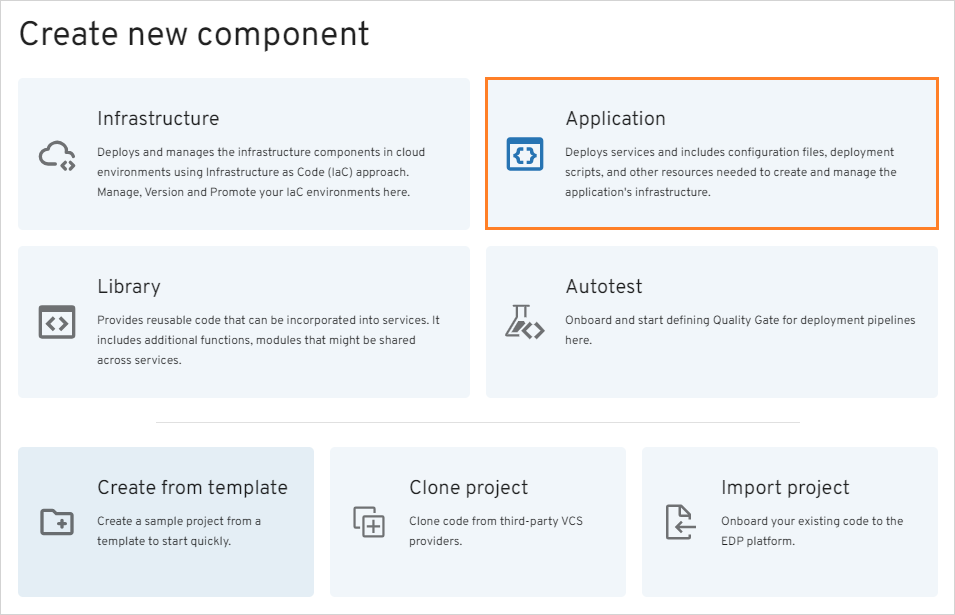 Create new component
Infrastructure
Deploys and manages the infrastructure components in cloud
environments using Infrastructure as Code (IaC) approach.
Manage, Version and Promote your IaC environments here.
Application
Deploys services and includes configuration files, deployment
scripts, and other resources needed to create and manage the
application's infrastructure.
Library
Provides reusable code that can be incorporated into services. It
includes additional functions, modules that might be shared
across services.
Autotest
Onboard and start defining Quality Gate for deployment pipelines
here.
Create from template
Create a sample project from a
template to start quickly.
Clone project
Clone code from third-party VCS
providers.
Import project
Onboard your existing code to the
EDP platform.